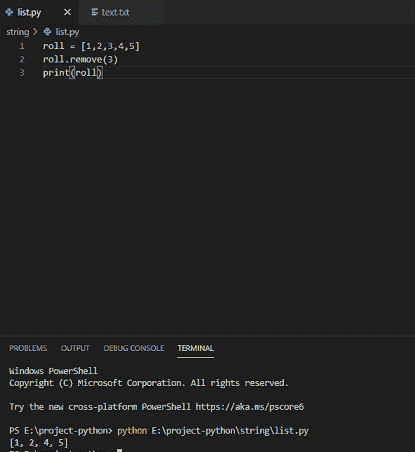 list.py text.txt
string > list.py
1 roll = [1,2,3,4,5]
2 roll.remove(3)
3 print(roll)
PROBLEMS OUTPUT DEBUG CONSOLE TERMINAL
Windows PowerShell
Copyright (C) Microsoft Corporation. All rights reserved.
Try the new cross-platform PowerShell https://aka.ms/pscore6
PS E:\project-python> python E:\project-python\string\list.py
[1, 2, 4, 5]